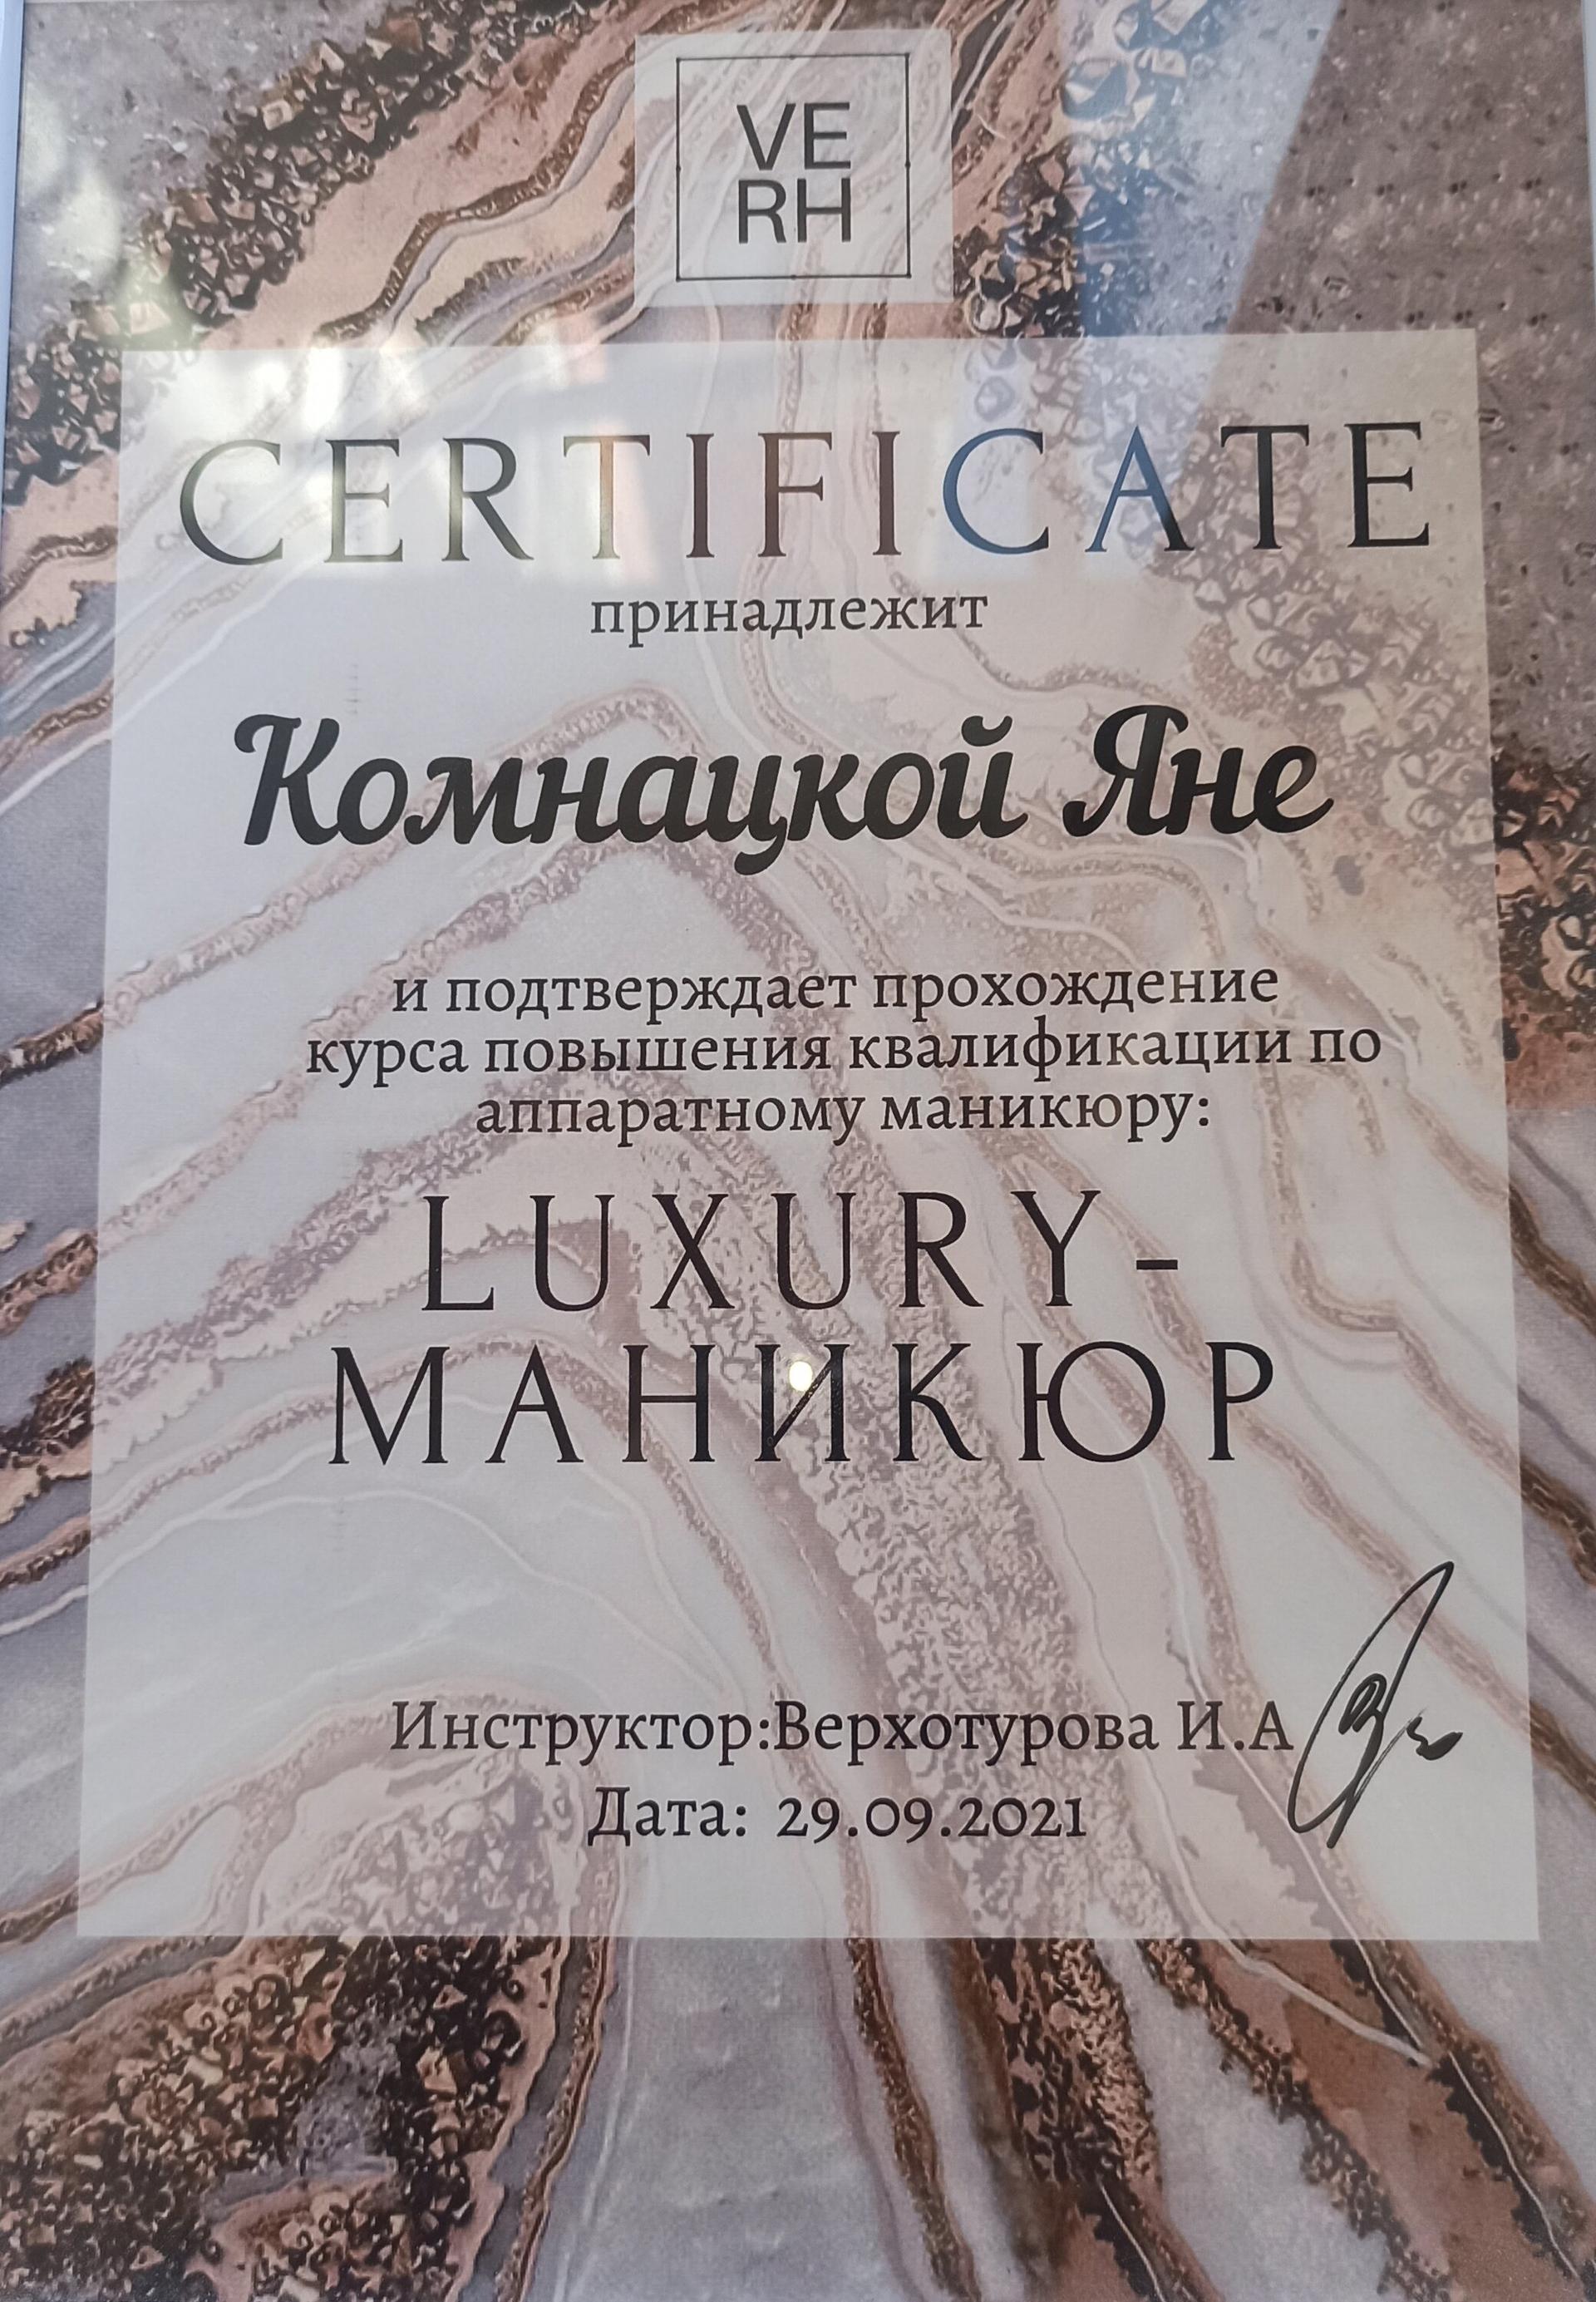 VE
RH
CERTIFICATE
принадлежит
Комнацкой Яне
и подтверждает прохождение
курса повышения квалификации по
аппаратному маникюру:
LUXURY-
МАНИКЮР
Инструктор:Верхотурова И.А
Дата: 29.09.2021